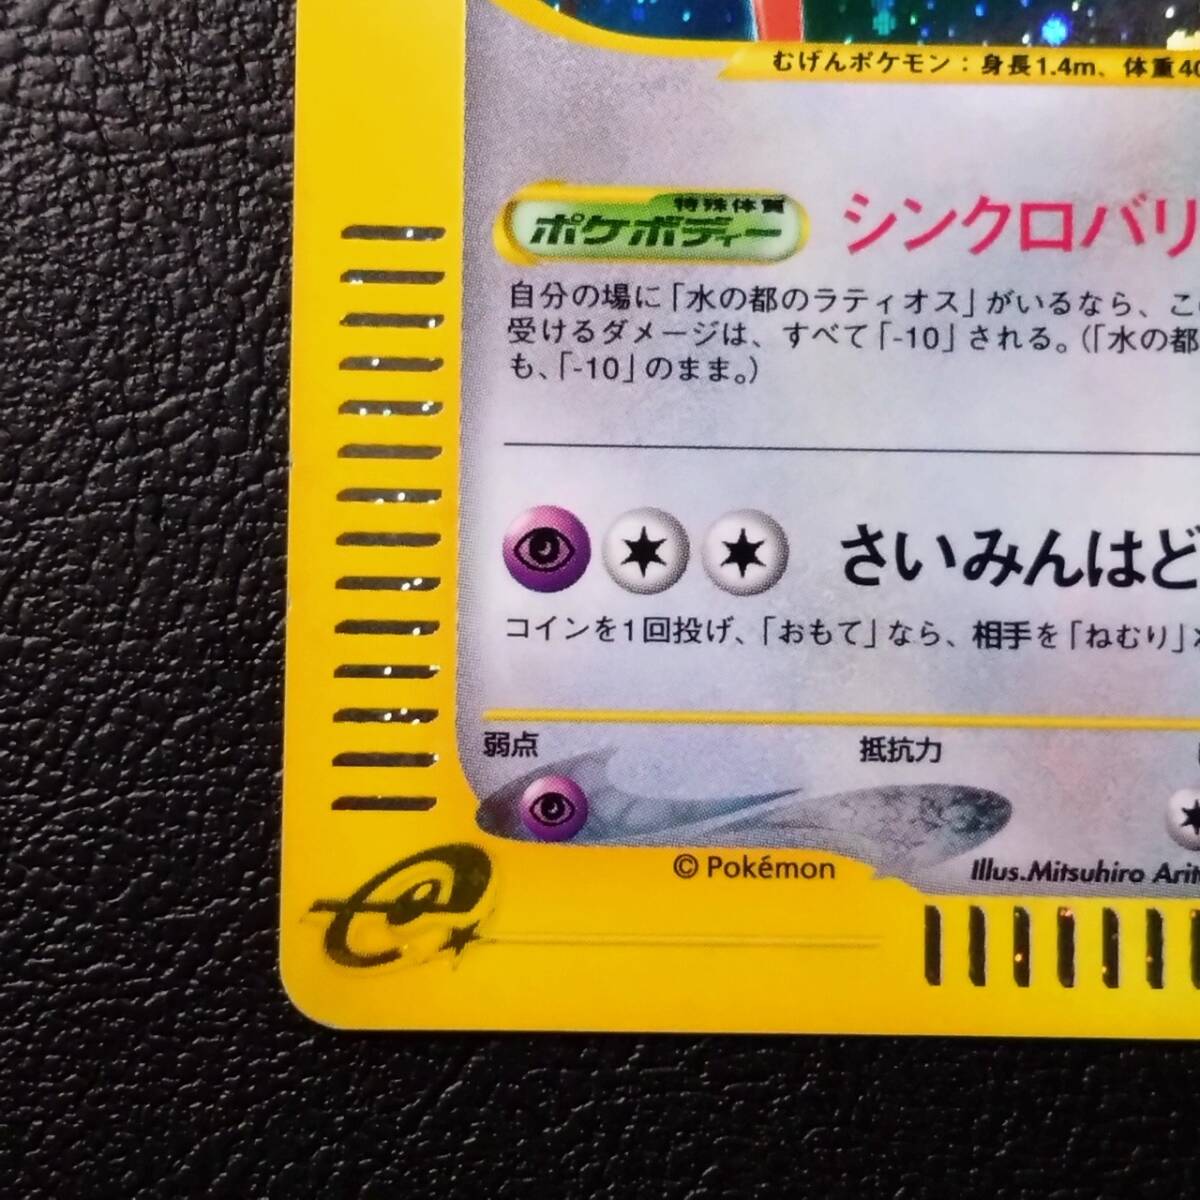 むげんポケモン：身長1.4m、体重40
特殊体質
ポケボディー
シンクロバリ
自分の場に「水の都のラティオス」がいるなら、こ
受けるダメージは、すべて「-10」される。（「水の都
も、「-10」のまま。）
さいみんはど
コインを1回投げ、「おもて」なら、相手を「ねむり」
弱点
抵抗力
© Pokémon
Illus.Mitsuhiro Arit
e